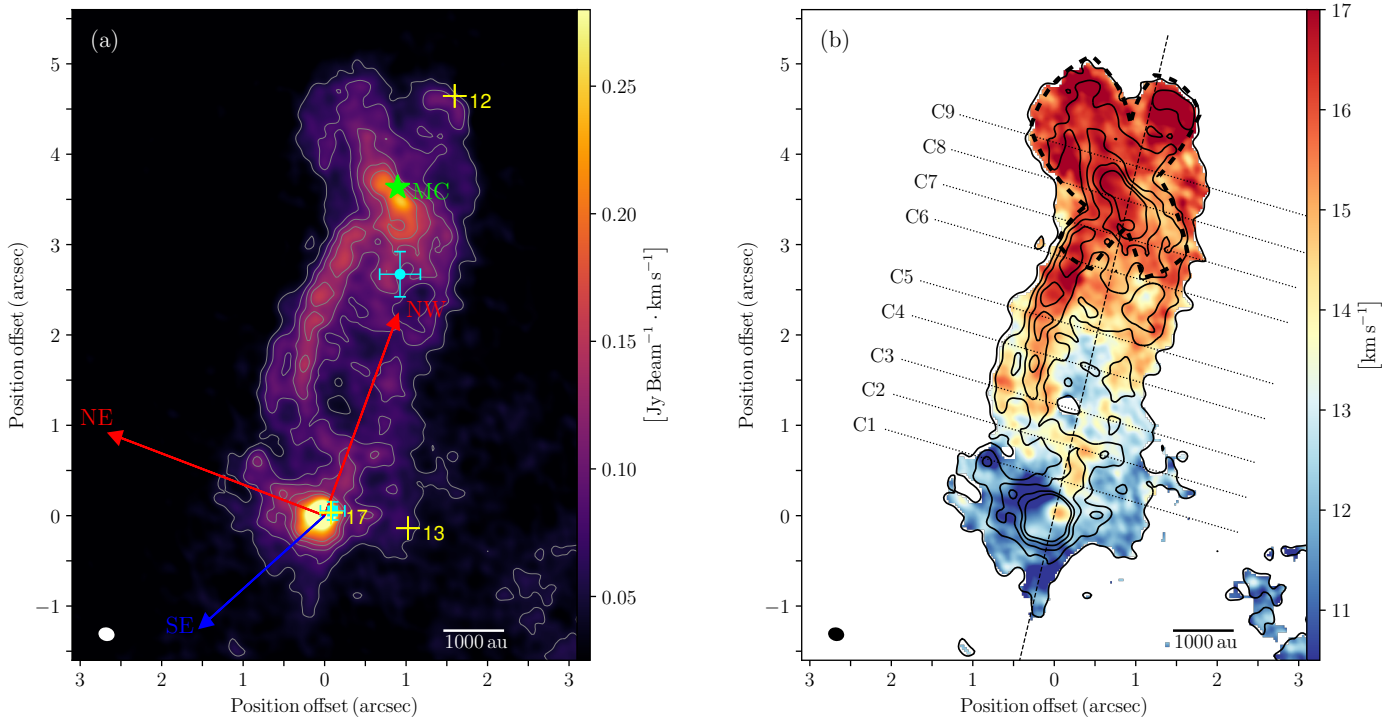 (a)
12
MC
NW
NE
17
13
SE
1000 au
5
4
3
2
1
0
−1
3 2 1 0 1 2 3
Position offset (arcsec)
Position offset (arcsec)
0.25
0.20
0.15
0.10
0.05
[Jy Beam⁻¹ · km s⁻¹]
(b)
C9
C8
C7
C6
C5
C4
C3
C2
C1
1000 au
5
4
3
2
1
0
−1
3 2 1 0 1 2 3
Position offset (arcsec)
Position offset (arcsec)
17
16
15
14
13
12
11
[km s⁻¹]